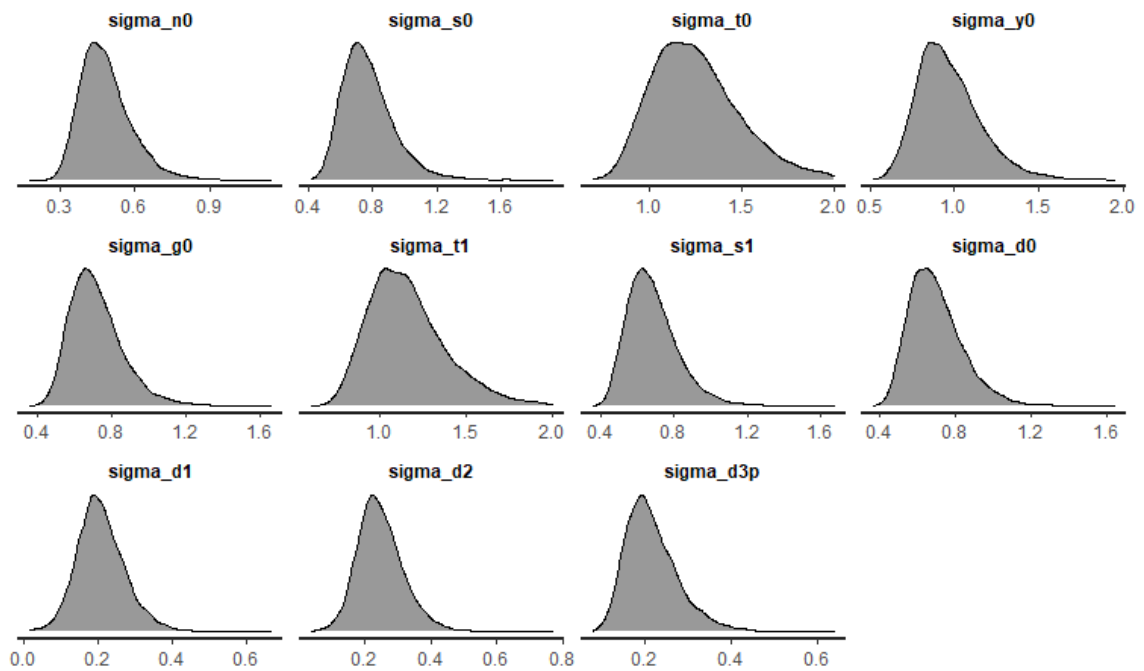 sigma_n0 sigma_s0 sigma_t0 sigma_y0
0.3 0.6 0.9 0.4 0.8 1.2 1.6 1.0 1.5 2.0 0.5 1.0 1.5 2.0
sigma_g0 sigma_t1 sigma_s1 sigma_d0
0.4 0.8 1.2 1.6 1.0 1.5 2.0 0.4 0.8 1.2 1.6 0.4 0.8 1.2 1.6
sigma_d1 sigma_d2 sigma_d3p
0.0 0.2 0.4 0.6 0.2 0.4 0.6 0.8 0.2 0.4 0.6